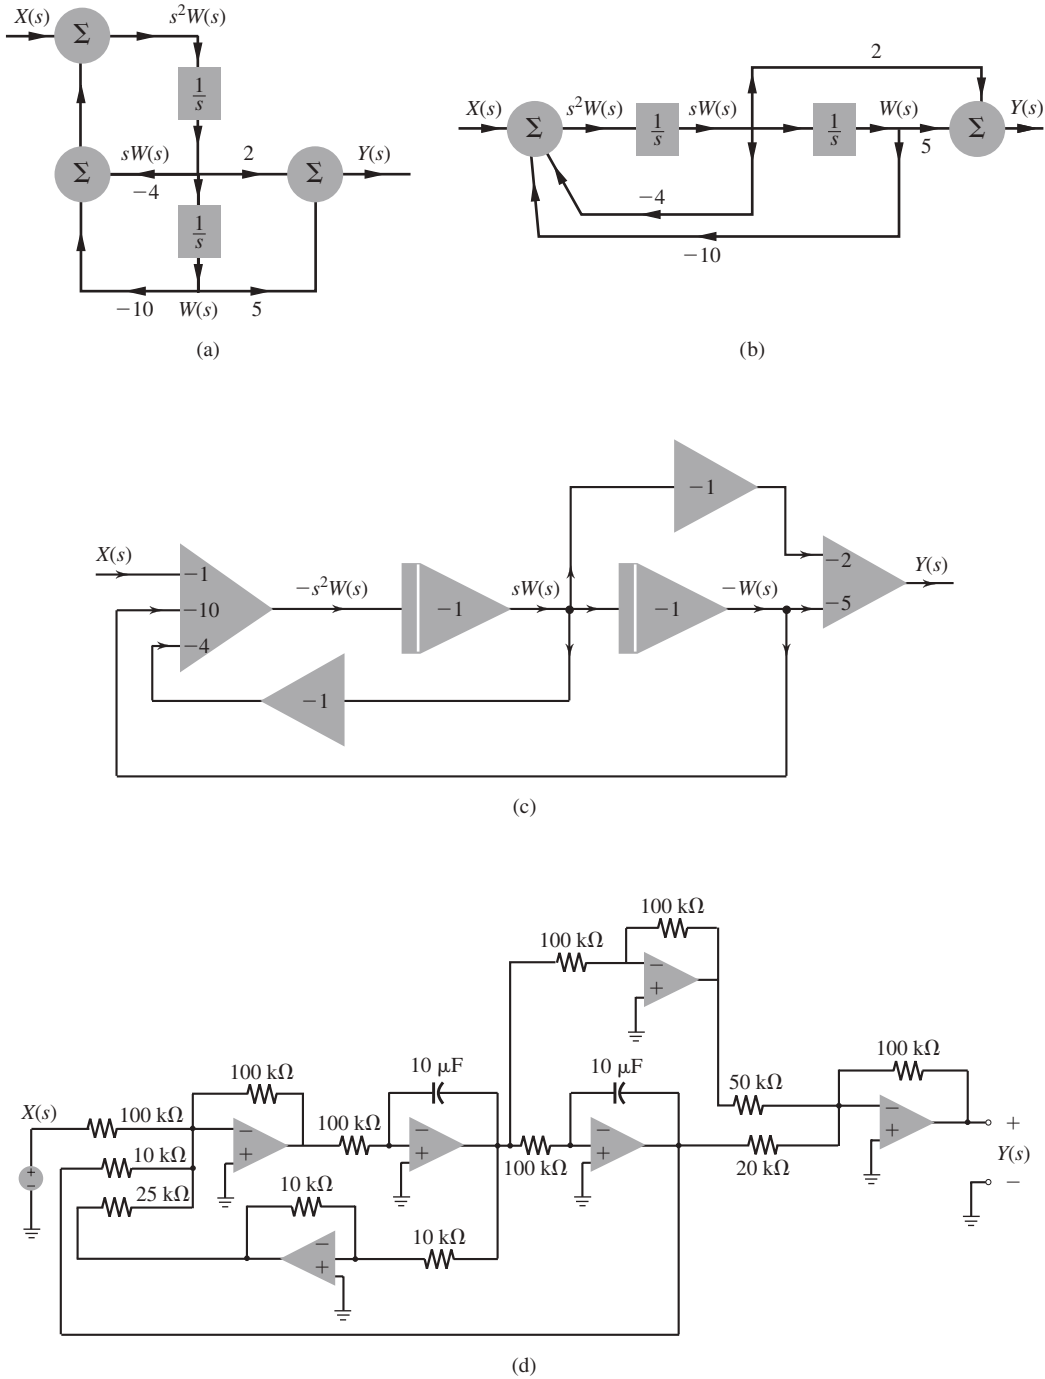 X(s) s²W(s)
Σ
1/s
sW(s) 2 Y(s)
Σ Σ
−4
1/s
−10 W(s) 5
(a)
2
X(s) s²W(s) sW(s) W(s) Y(s)
Σ 1/s 1/s Σ
5
−4
−10
(b)
−1
X(s) −2 Y(s)
−1 −s²W(s) sW(s) −W(s)
−10 −1 −1 −5
−4
−1
(c)
100 kΩ
100 kΩ
−
+
10 μF 10 μF 100 kΩ
100 kΩ 50 kΩ
X(s) 100 kΩ 100 kΩ
− − − −
+ + + + +
10 kΩ 100 kΩ 20 kΩ Y(s)
+
−
25 kΩ 10 kΩ −
10 kΩ
−
+
(d)